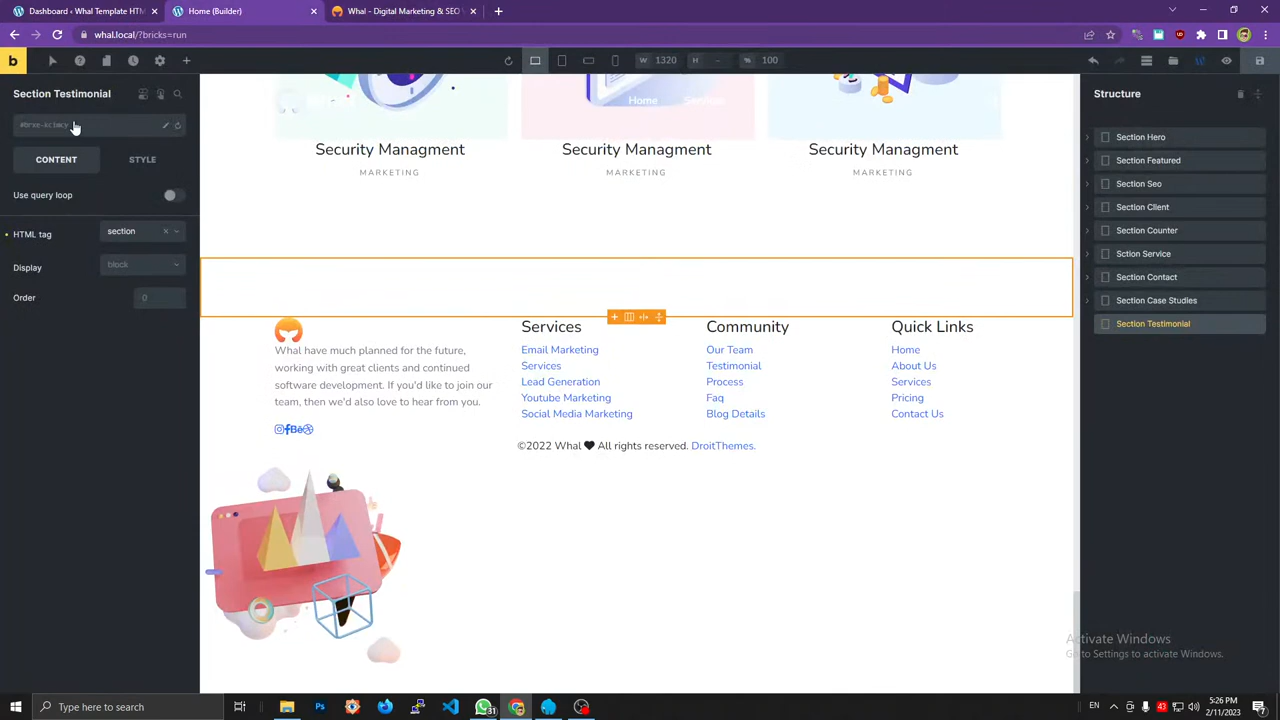 Dashboard ‹ Whal Template HTM
Home (Builder)
Wal - Digital Marketing & SEO
whal.local/?bricks=run
b
W 1320 H - % 100
Section Testimonial
CONTENT
STYLE
Use query loop
HTML tag
section
Display
block
Order
0
Home
Services
Security Managment
MARKETING
Security Managment
MARKETING
Security Managment
MARKETING
What have much planned for the future,
working with great clients and continued
software development. If you'd like to join our
team, then we'd also love to hear from you.
Services
Email Marketing
Services
Lead Generation
Youtube Marketing
Social Media Marketing
Community
Our Team
Testimonial
Process
Faq
Blog Details
Quick Links
Home
About Us
Services
Pricing
Contact Us
©2022 Whal All rights reserved. DroitThemes.
Structure
Section Hero
Section Featured
Section Seo
Section Client
Section Counter
Sction Service
Section Contact
Section Case Studies
Section Testimonial
Activate Windows
Go to Settings to activate Windows.
Type here to search
31
EN
43
5:26 PM
2/11/2023